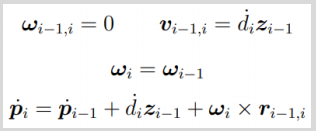 ω_{i−1,i} = 0 v_{i−1,i} = ḋ_i z_{i−1}
ω_i = ω_{i−1}
ṗ_i = ṗ_{i−1} + ḋ_i z_{i−1} + ω_i × r_{i−1,i}